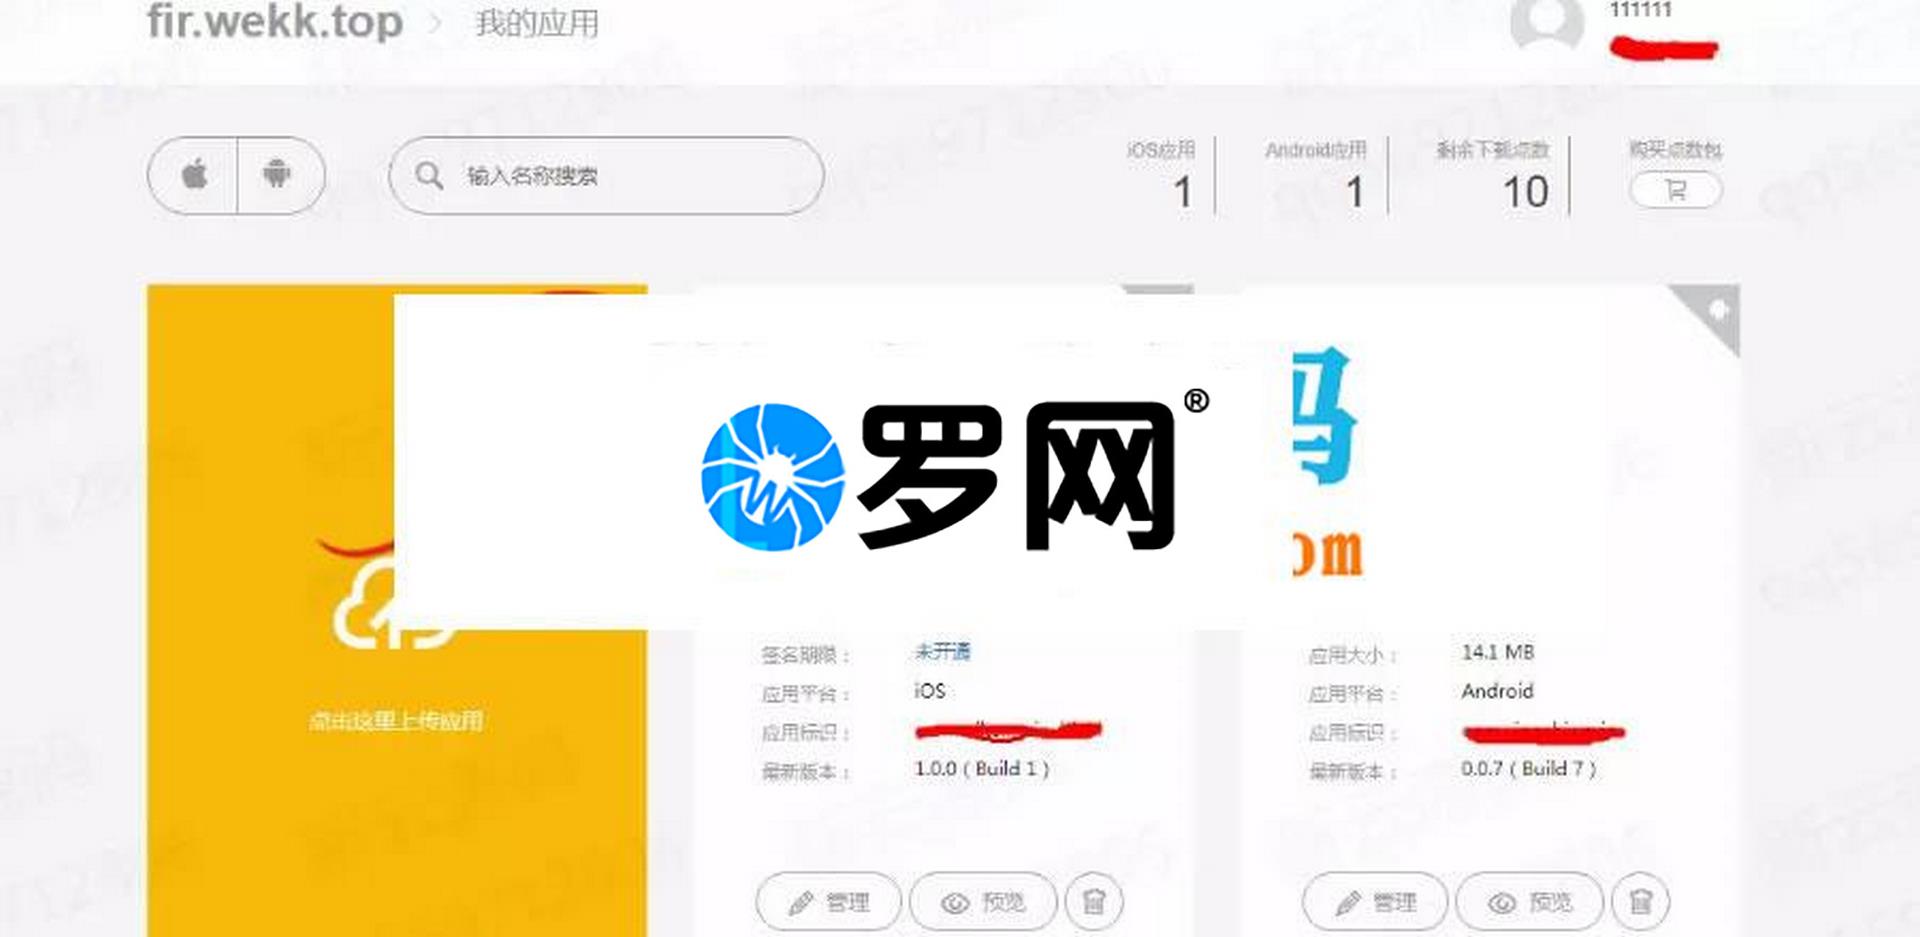 fir.wekk.top > 我的应用
111111
输入名称搜索
iOS应用
1
Android应用
1
剩余下载点数
10
购买点数包
罗网®
码
om
点击这里上传应用
签名期限： 未开通
应用平台： iOS
应用标识：
最新版本： 1.0.0 ( Build 1 )
管理 预览
应用大小： 14.1 MB
应用平台： Android
应用标识：
最新版本： 0.0.7 ( Build 7 )
管理 预览